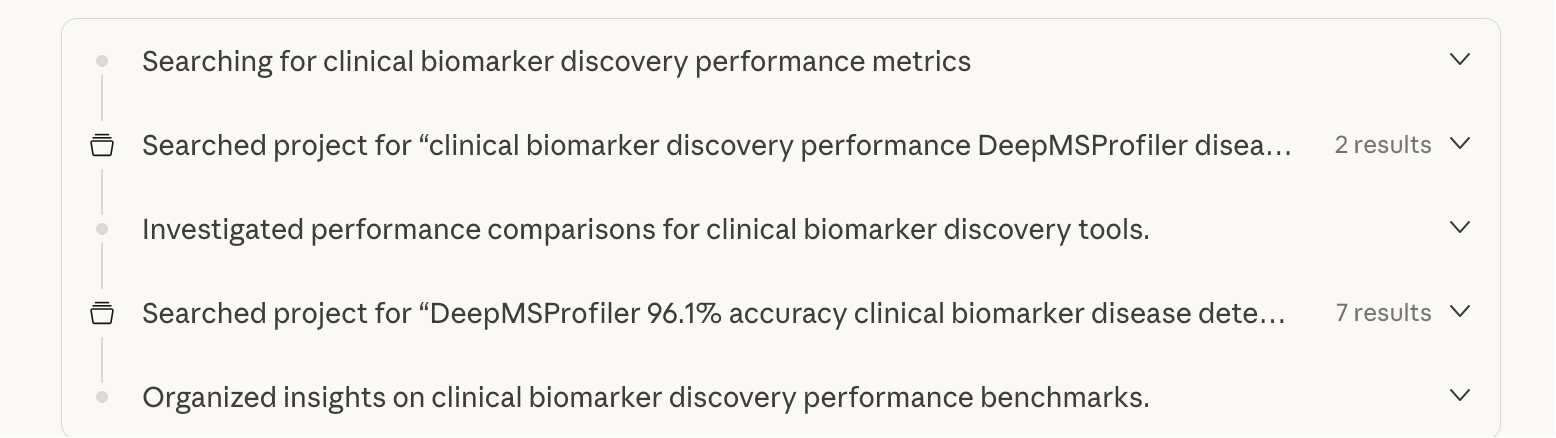 Searching for clinical biomarker discovery performance metrics
Searched project for “clinical biomarker discovery performance DeepMSProfiler disea… 2 results
Investigated performance comparisons for clinical biomarker discovery tools.
Searched project for “DeepMSProfiler 96.1% accuracy clinical biomarker disease dete… 7 results
Organized insights on clinical biomarker discovery performance benchmarks.